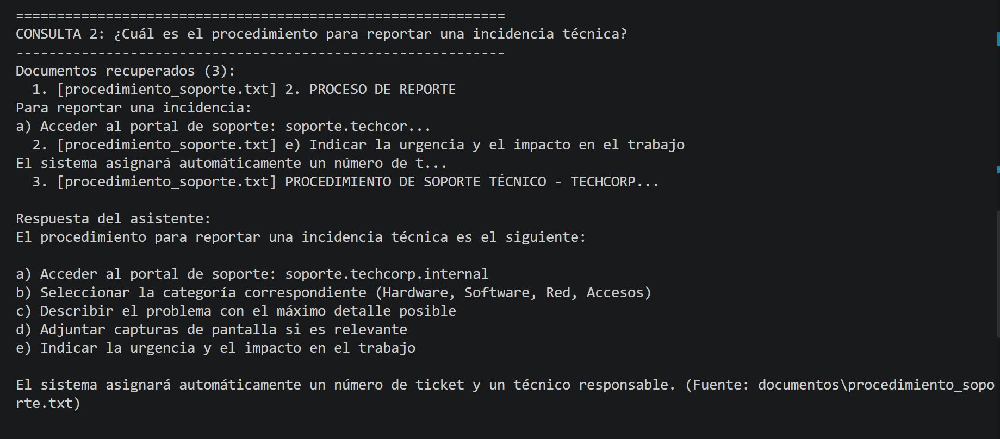 ============================================================
CONSULTA 2: ¿Cuál es el procedimiento para reportar una incidencia técnica?
------------------------------------------------------------
Documentos recuperados (3):
  1. [procedimiento_soporte.txt] 2. PROCESO DE REPORTE
Para reportar una incidencia:
a) Acceder al portal de soporte: soporte.techcor...
  2. [procedimiento_soporte.txt] e) Indicar la urgencia y el impacto en el trabajo
El sistema asignará automáticamente un número de t...
  3. [procedimiento_soporte.txt] PROCEDIMIENTO DE SOPORTE TÉCNICO - TECHCORP...

Respuesta del asistente:
El procedimiento para reportar una incidencia técnica es el siguiente:

a) Acceder al portal de soporte: soporte.techcorp.internal
b) Seleccionar la categoría correspondiente (Hardware, Software, Red, Accesos)
c) Describir el problema con el máximo detalle posible
d) Adjuntar capturas de pantalla si es relevante
e) Indicar la urgencia y el impacto en el trabajo

El sistema asignará automáticamente un número de ticket y un técnico responsable. (Fuente: documentos\procedimiento_sopo
rte.txt)